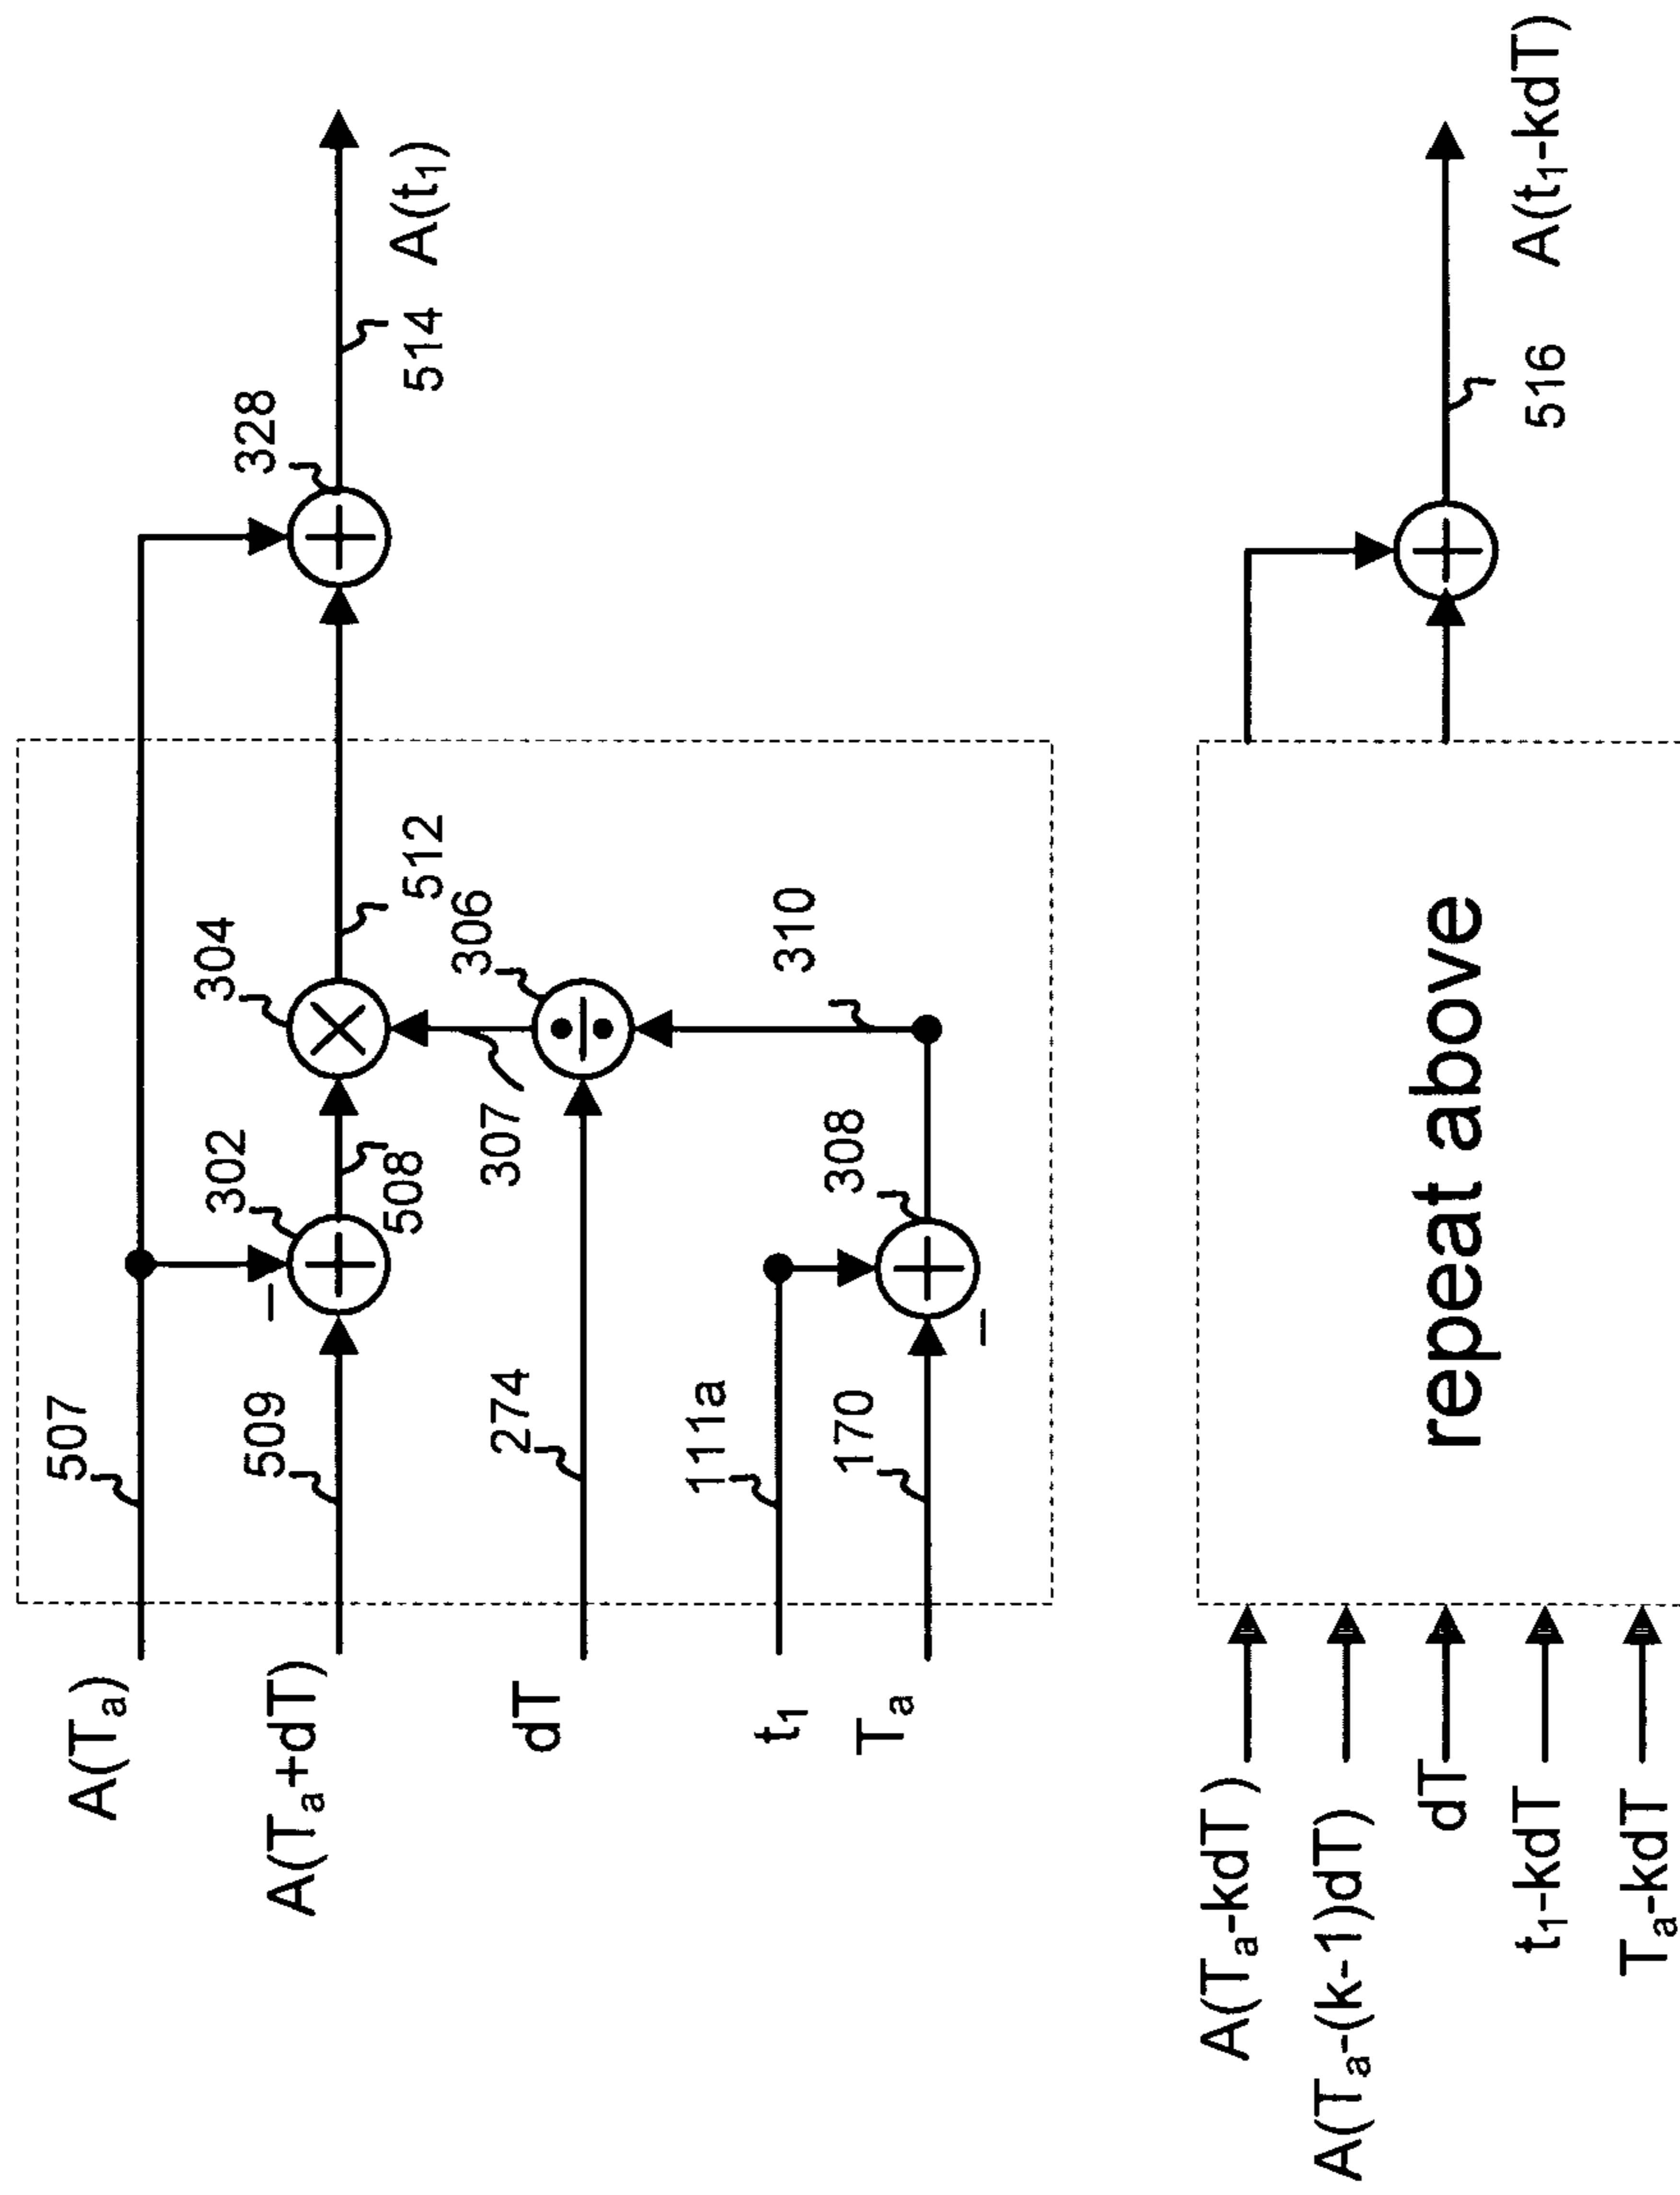 A(Tₐ)
507
A(Tₐ+dT)
509
302
508
304
512
328
514
A(t₁)
dT
274
307
306
t₁
111a
Tₐ
170
308
310
A(Tₐ-kdT)
A(Tₐ-(k-1)dT)
dT
t₁-kdT
Tₐ-kdT
repeat above
516
A(t₁-kdT)